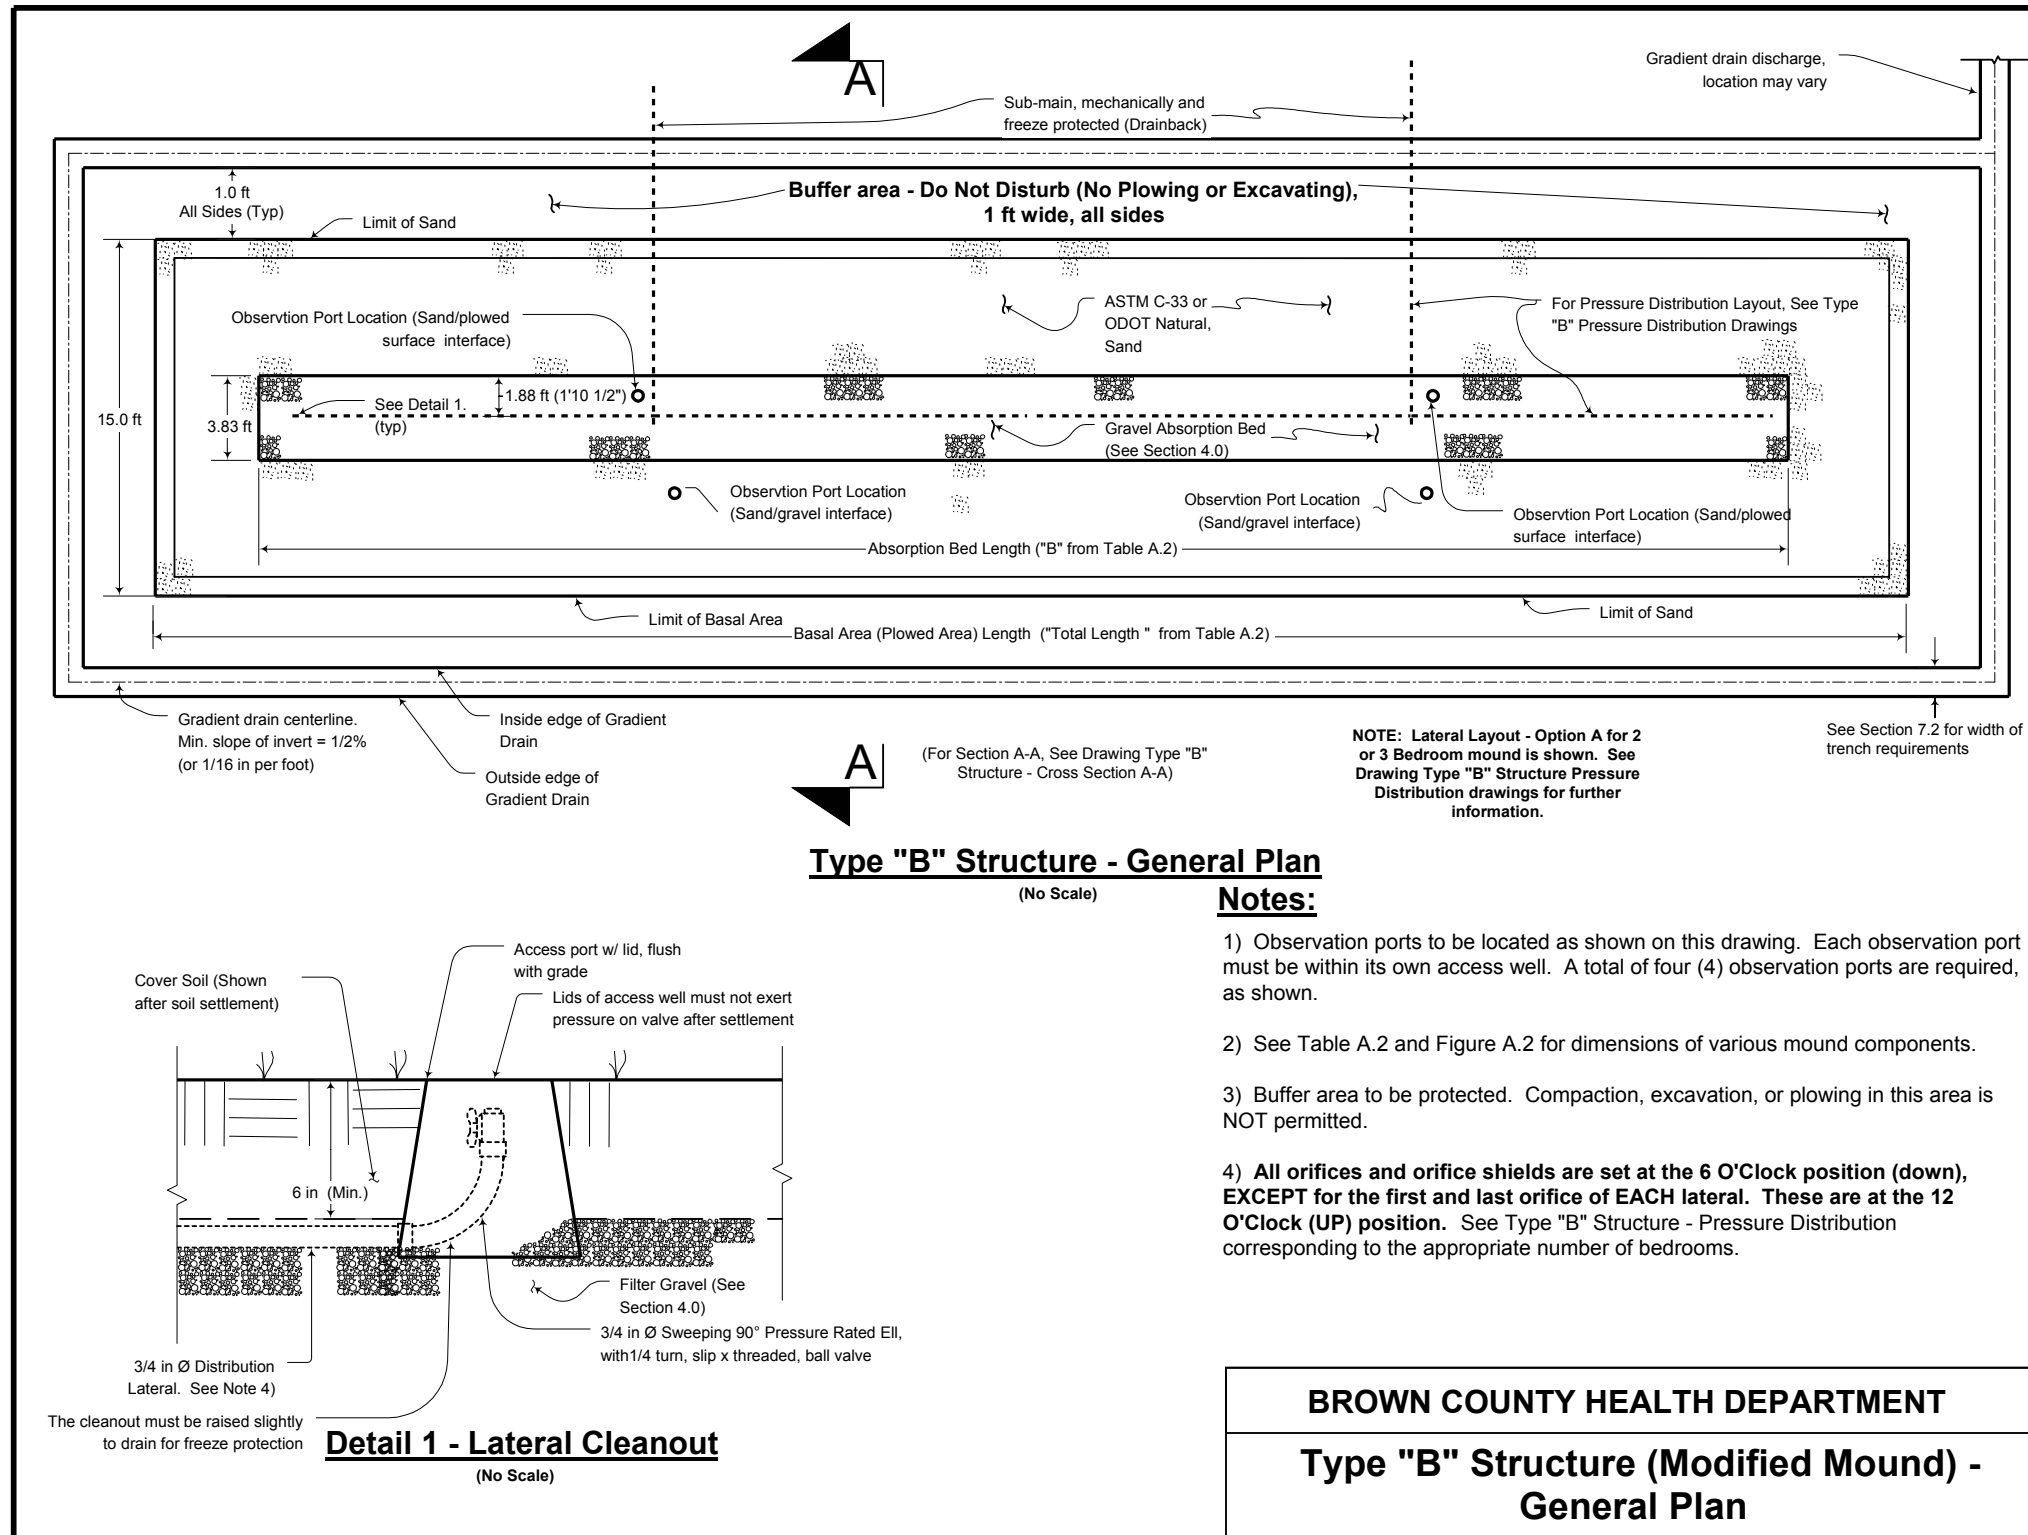 A
Gradient drain discharge,
location may vary
Sub-main, mechanically and
freeze protected (Drainback)
1.0 ft
All Sides (Typ)
Buffer area - Do Not Disturb (No Plowing or Excavating),
1 ft wide, all sides
Limit of Sand
Observtion Port Location (Sand/plowed
surface interface)
ASTM C-33 or
ODOT Natural,
Sand
For Pressure Distribution Layout, See Type
"B" Pressure Distribution Drawings
15.0 ft
3.83 ft
See Detail 1.
(typ)
1.88 ft (1'10 1/2")
Gravel Absorption Bed
(See Section 4.0)
Observtion Port Location
(Sand/gravel interface)
Observtion Port Location
(Sand/gravel interface)
Observtion Port Location (Sand/plowed
surface interface)
Absorption Bed Length ("B" from Table A.2)
Limit of Basal Area
Limit of Sand
Basal Area (Plowed Area) Length ("Total Length " from Table A.2)
Gradient drain centerline.
Min. slope of invert = 1/2%
(or 1/16 in per foot)
Inside edge of Gradient
Drain
Outside edge of
Gradient Drain
A
(For Section A-A, See Drawing Type "B"
Structure - Cross Section A-A)
NOTE: Lateral Layout - Option A for 2
or 3 Bedroom mound is shown. See
Drawing Type "B" Structure Pressure
Distribution drawings for further
information.
See Section 7.2 for width of
trench requirements
Type "B" Structure - General Plan
(No Scale)
Notes:
1) Observation ports to be located as shown on this drawing. Each observation port
must be within its own access well. A total of four (4) observation ports are required,
as shown.
2) See Table A.2 and Figure A.2 for dimensions of various mound components.
3) Buffer area to be protected. Compaction, excavation, or plowing in this area is
NOT permitted.
4) All orifices and orifice shields are set at the 6 O'Clock position (down),
EXCEPT for the first and last orifice of EACH lateral. These are at the 12
O'Clock (UP) position. See Type "B" Structure - Pressure Distribution
corresponding to the appropriate number of bedrooms.
Access port w/ lid, flush
with grade
Cover Soil (Shown
after soil settlement)
Lids of access well must not exert
pressure on valve after settlement
6 in (Min.)
Filter Gravel (See
Section 4.0)
3/4 in Ø Sweeping 90° Pressure Rated Ell,
with1/4 turn, slip x threaded, ball valve
3/4 in Ø Distribution
Lateral. See Note 4)
The cleanout must be raised slightly
to drain for freeze protection
Detail 1 - Lateral Cleanout
(No Scale)
BROWN COUNTY HEALTH DEPARTMENT
Type "B" Structure (Modified Mound) -
General Plan